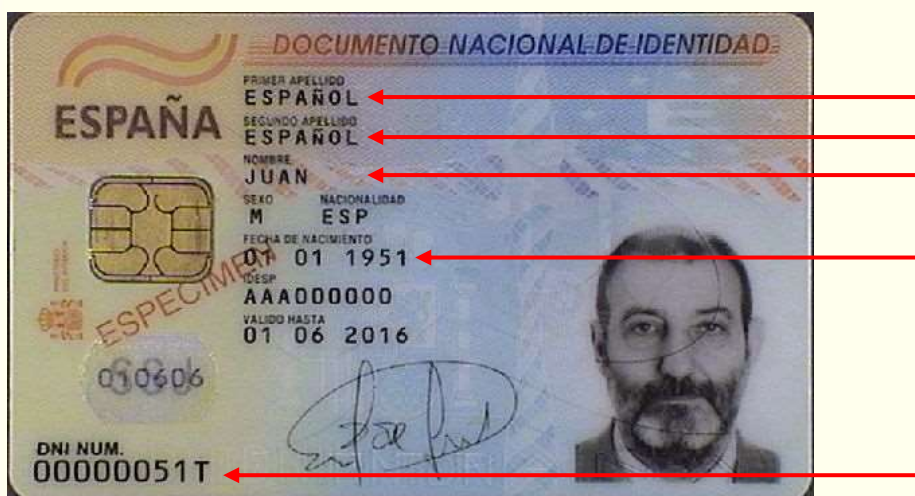 DOCUMENTO NACIONAL DE IDENTIDAD
ESPAÑA
PRIMER APELLIDO
ESPAÑOL
SEGUNDO APELLIDO
ESPAÑOL
NOMBRE
JUAN
SEXO NACIONALIDAD
M ESP
FECHA DE NACIMIENTO
01 01 1951
IDESP
AAA000000
VALIDO HASTA
01 06 2016
ESPECIMEN
010606
DNI NUM.
00000051T